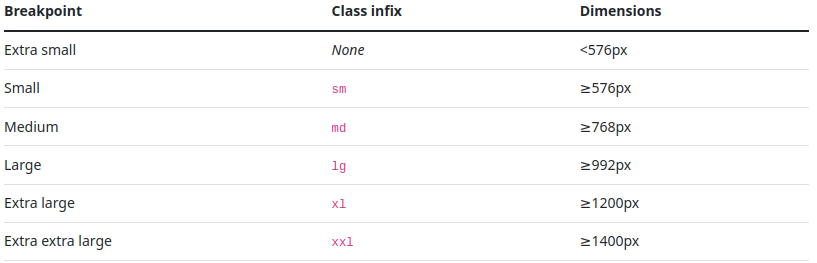 Breakpoint Class infix Dimensions
Extra small None <576px
Small sm ≥576px
Medium md ≥768px
Large lg ≥992px
Extra large xl ≥1200px
Extra extra large xxl ≥1400px